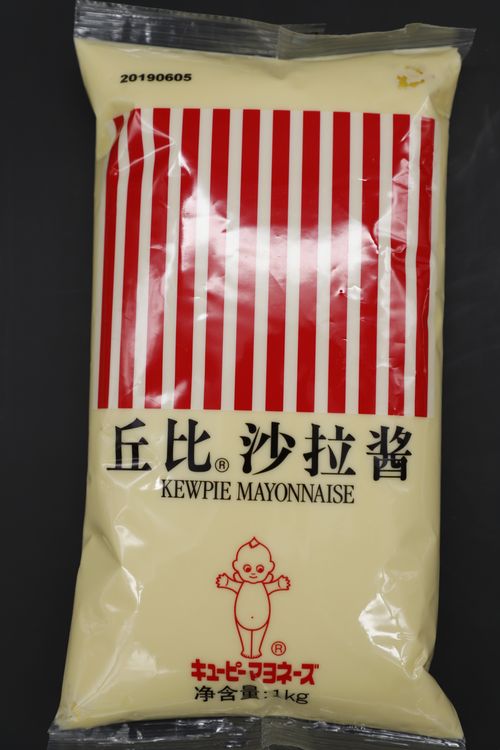 20190605
丘比®沙拉酱
KEWPIE MAYONNAISE
®
キューピーマヨネーズ
净含量:1kg